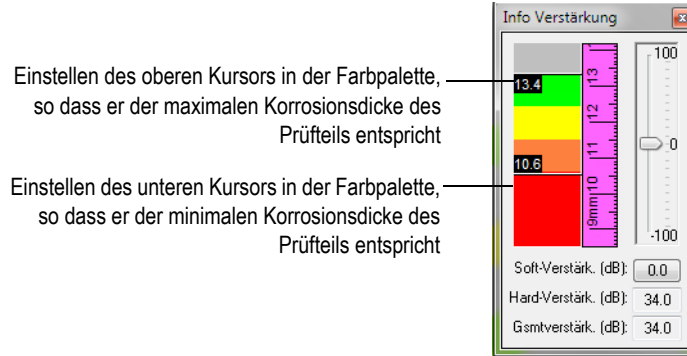 Info Verstärkung
Einstellen des oberen Kursors in der Farbpalette,
so dass er der maximalen Korrosionsdicke des
Prüfteils entspricht
Einstellen des unteren Kursors in der Farbpalette,
so dass er der minimalen Korrosionsdicke des
Prüfteils entspricht
13.4
10.6
13
12
11
10
9mm
100
0
-100
Soft-Verstärk. (dB): 0.0
Hard-Verstärk. (dB): 34.0
Gsmtverstärk. (dB): 34.0